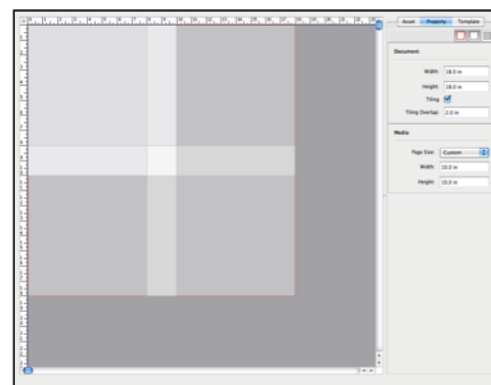 Asset Property Template
Document
Width: 18.0 in
Height: 18.0 in
Tiling
Tiling Overlap: 2.0 in
Media
Page Size: Custom
Width: 10.0 in
Height: 10.0 in